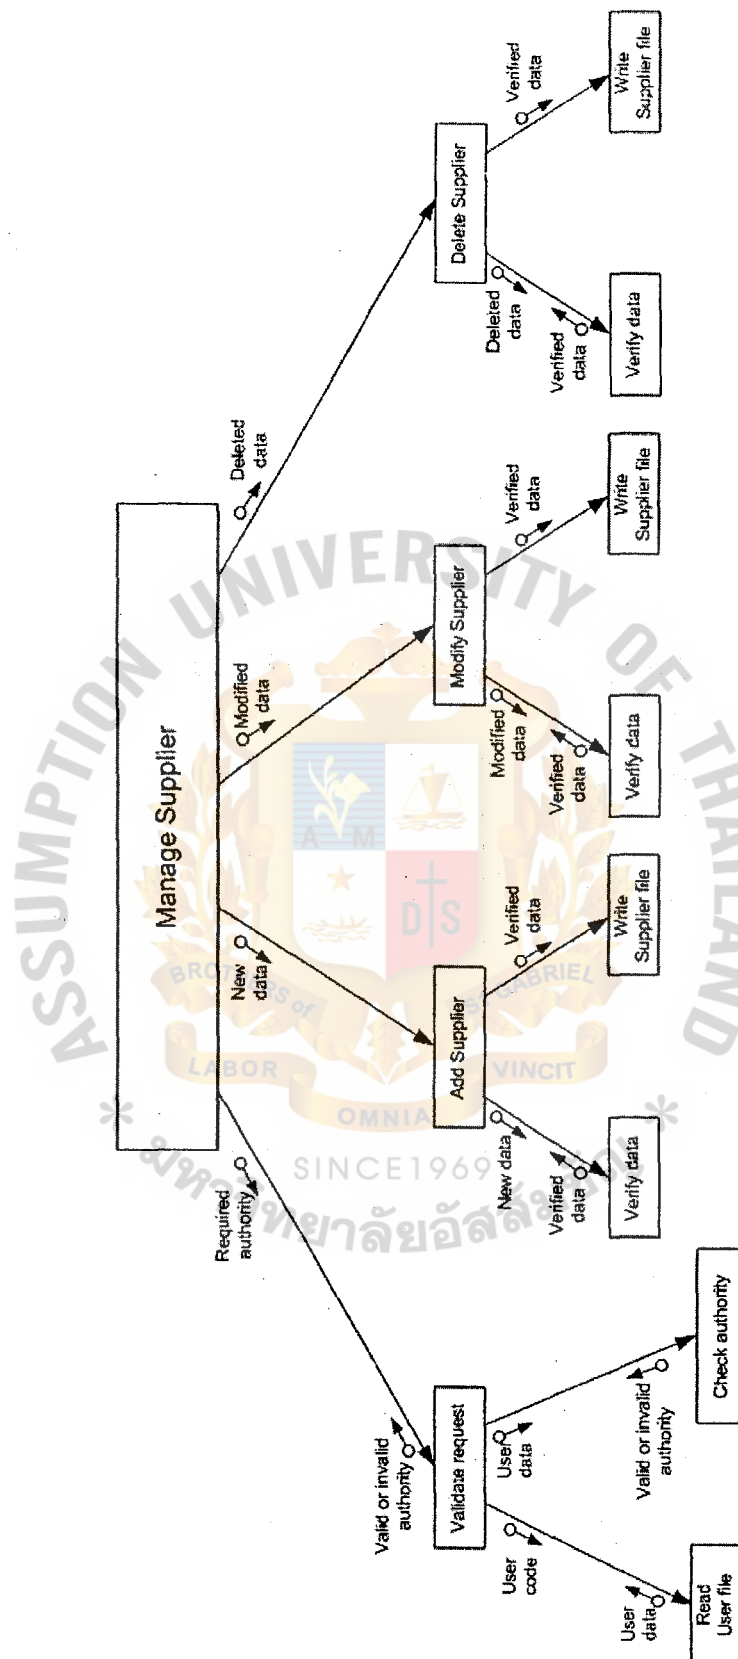 Manage Supplier
Required
authority
New
data
Modified
data
Deleted
data
Valid or invalid
authority
Validate request
Add Supplier
Modify Supplier
Delete Supplier
User
code
User
data
User
data
Valid or invalid
authority
New data
Verified
data
Verified
data
Modified
data
Verified
data
Verified
data
Deleted
data
Verified
data
Verified
data
Read
User file
Check authority
Verify data
Write
Supplier file
Verify data
Write
Supplier file
Verify data
Write
Supplier file
ASSUMPTION UNIVERSITY OF THAILAND
A M
D S
BROTHERS of ST GABRIEL
LABOR
OMNIA
VINCIT
SINCE1969